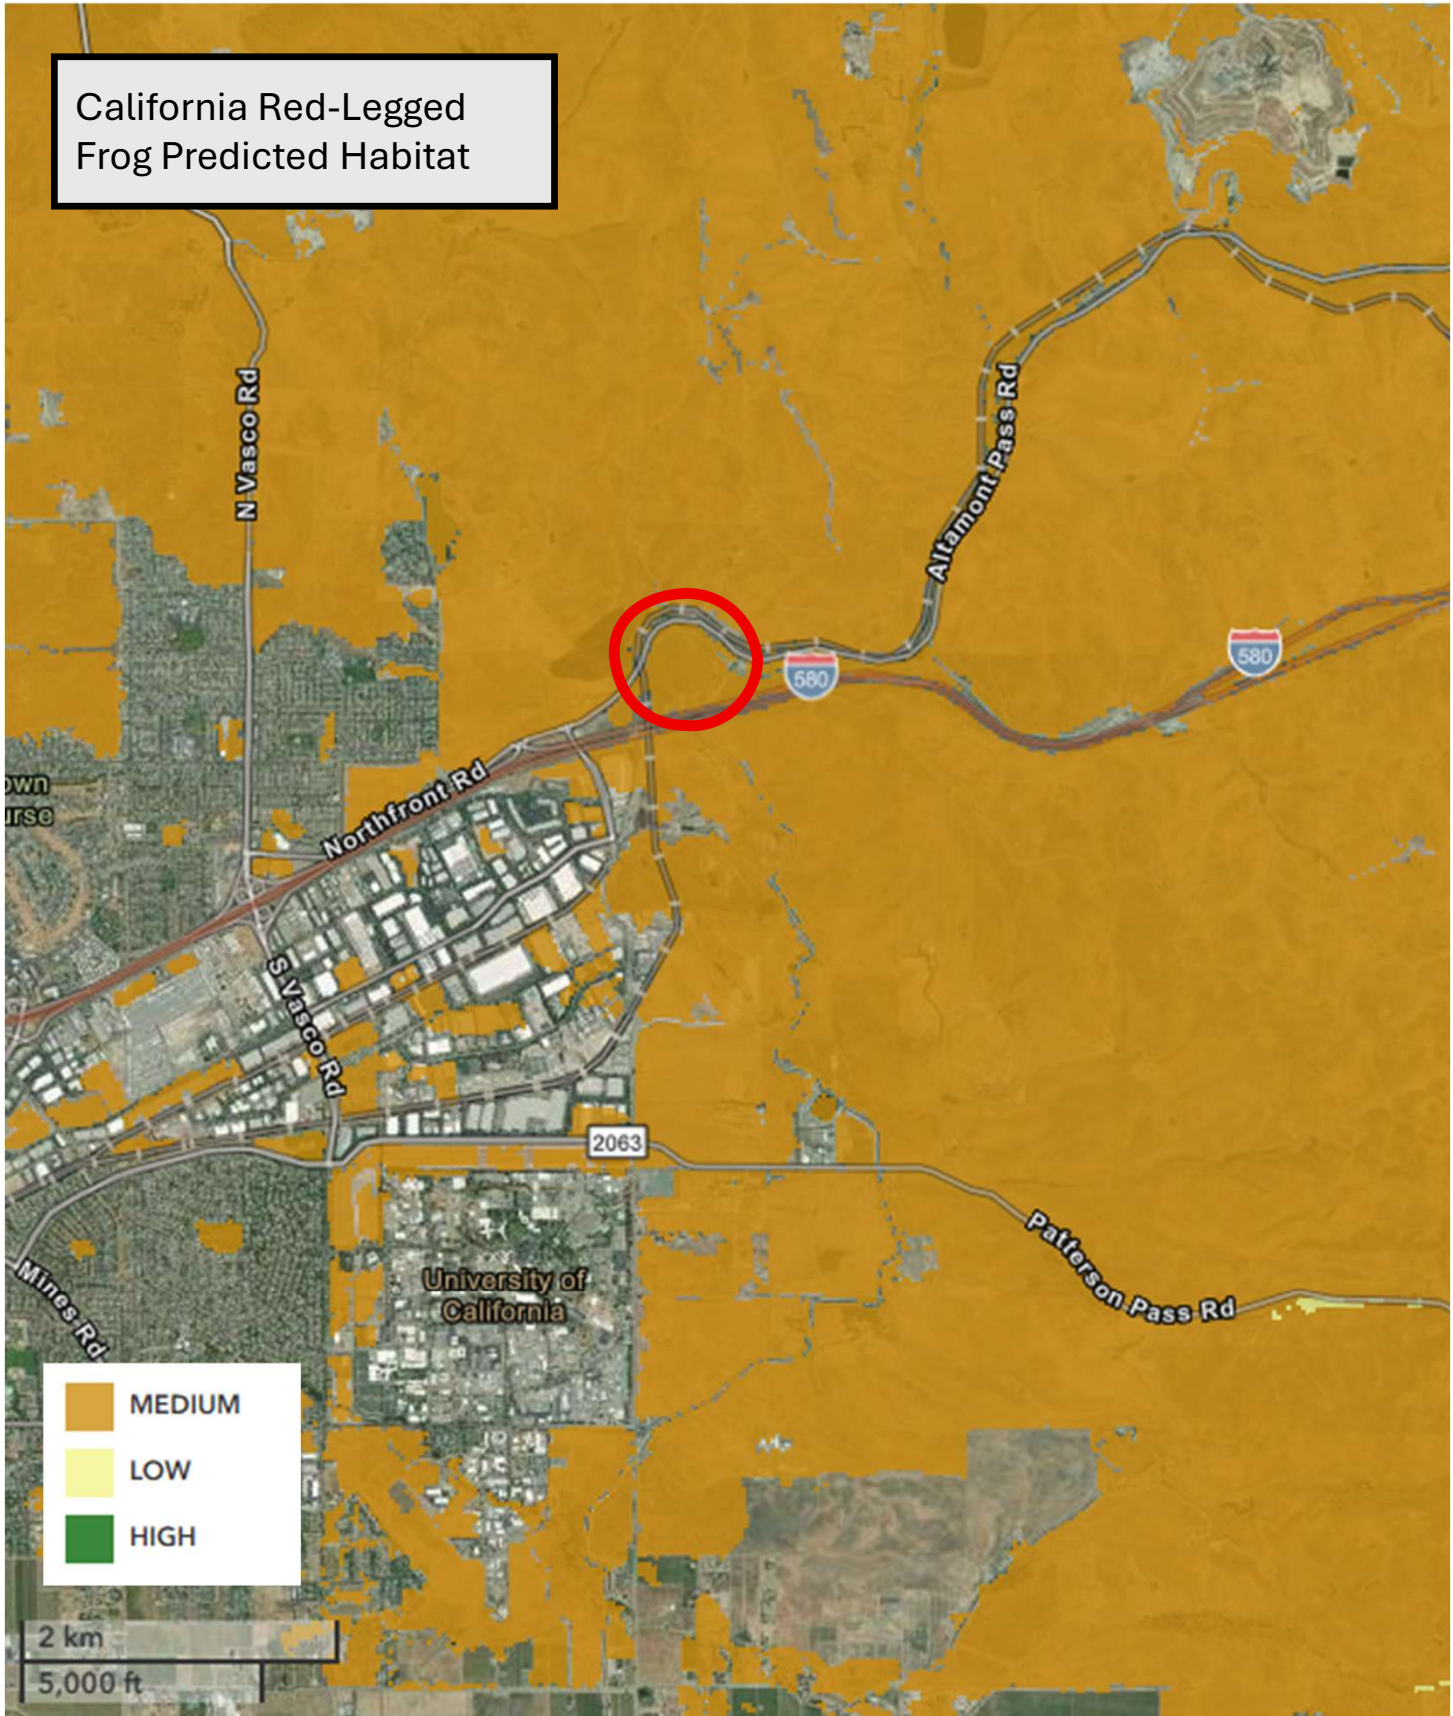 California Red-Legged
Frog Predicted Habitat
N Vasco Rd
Altamont Pass Rd
580
580
own
urse
Northfront Rd
S Vasco Rd
2063
Patterson Pass Rd
University of
California
Mines Rd
MEDIUM
LOW
HIGH
2 km
5,000 ft